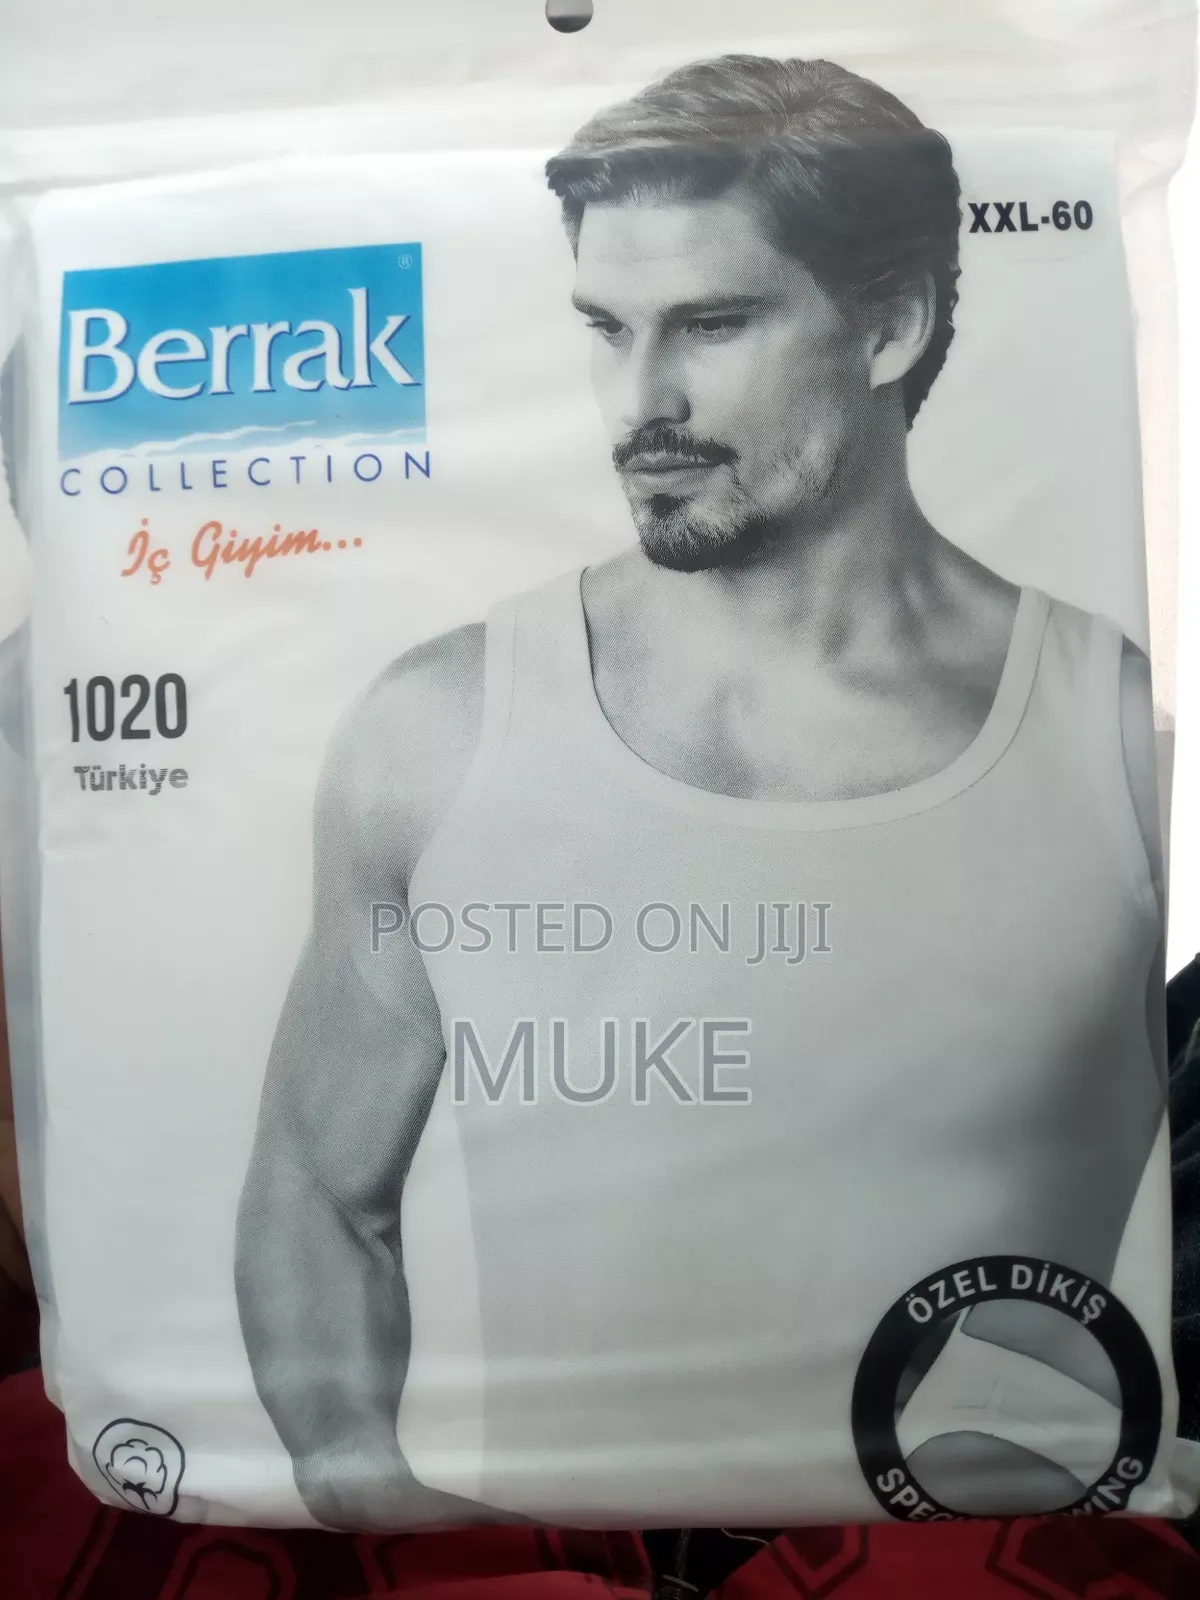 XXL-60
Berrak®
COLLECTION
İç Giyim...
1020
Türkiye
POSTED ON JIJI
MUKE
ÖZEL DİKİŞ